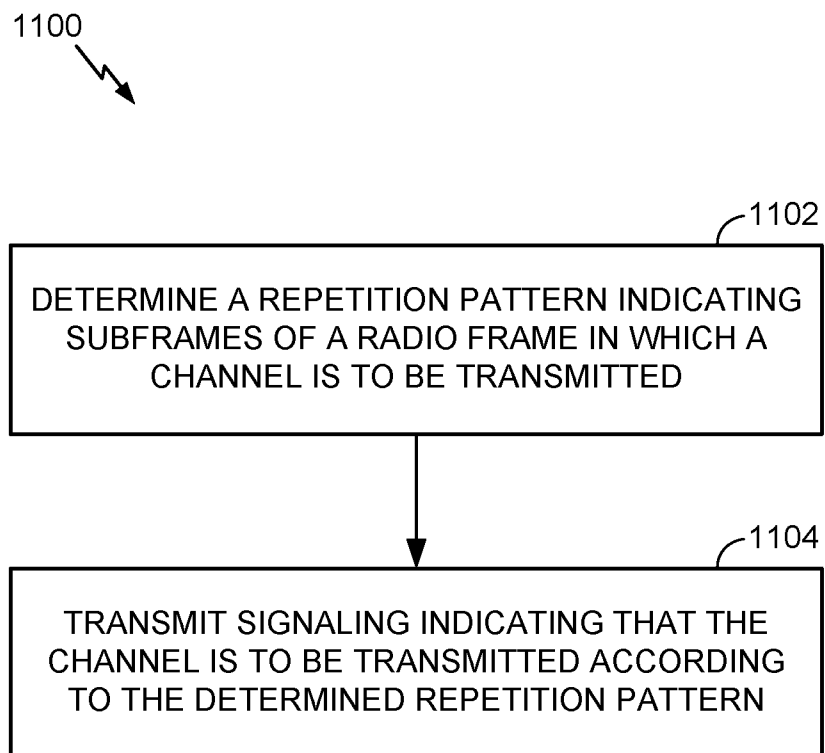 1100
1102
DETERMINE A REPETITION PATTERN INDICATING
SUBFRAMES OF A RADIO FRAME IN WHICH A
CHANNEL IS TO BE TRANSMITTED
1104
TRANSMIT SIGNALING INDICATING THAT THE
CHANNEL IS TO BE TRANSMITTED ACCORDING
TO THE DETERMINED REPETITION PATTERN